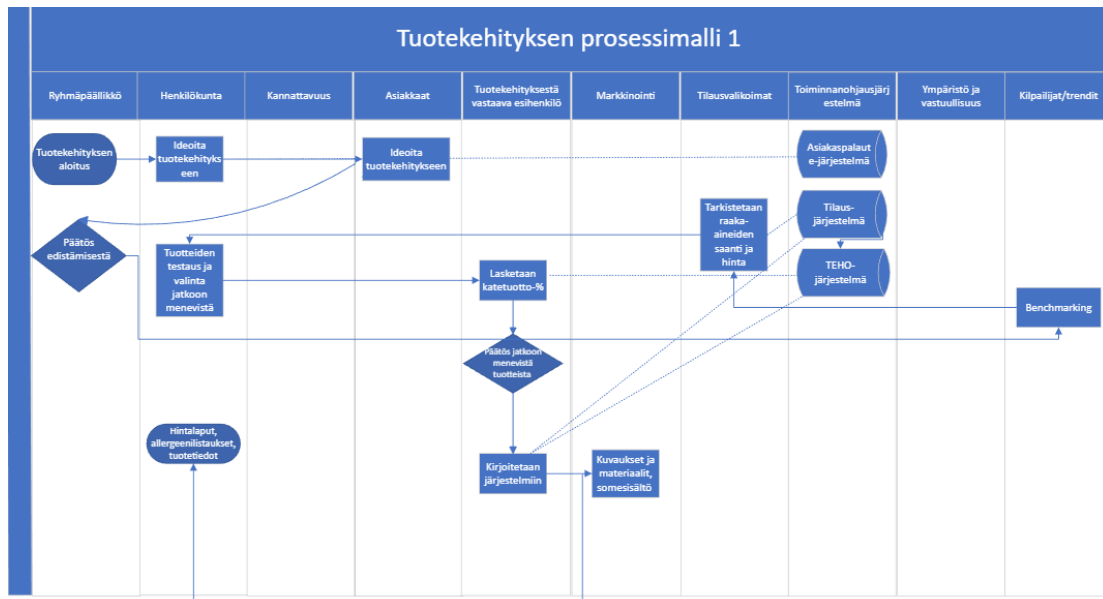 Tuotekehityksen prosessimalli 1
Ryhmäpäällikkö
Henkilökunta
Kannattavuus
Asiakkaat
Tuotekehityksestä
vastaava esihenkilö
Markkinointi
Tilausvalikoimat
Toiminnanohjausjärj
estelmä
Ympäristö ja
vastuullisuus
Kilpailijat/trendit
Tuotekehityksen
aloitus
Ideoita
tuotekehityks
een
Ideoita
tuotekehitykseen
Asiakaspalaut
e-järjestelmä
Päätös
edistämisestä
Tuotteiden
testaus ja
valinta
jatkoon
menevistä
Lasketaan
katetuotto-%
Tarkistetaan
raaka-
aineiden
saanti ja
hinta
Tilaus-
järjestelmä
TEHO-
järjestelmä
Benchmarking
Päätös jatkoon
menevistä
tuotteista
Hintalaput,
allergeenilistaukset,
tuotetiedot
Kirjoitetaan
järjestelmiin
Kuvaukset ja
materiaalit,
somesisältö